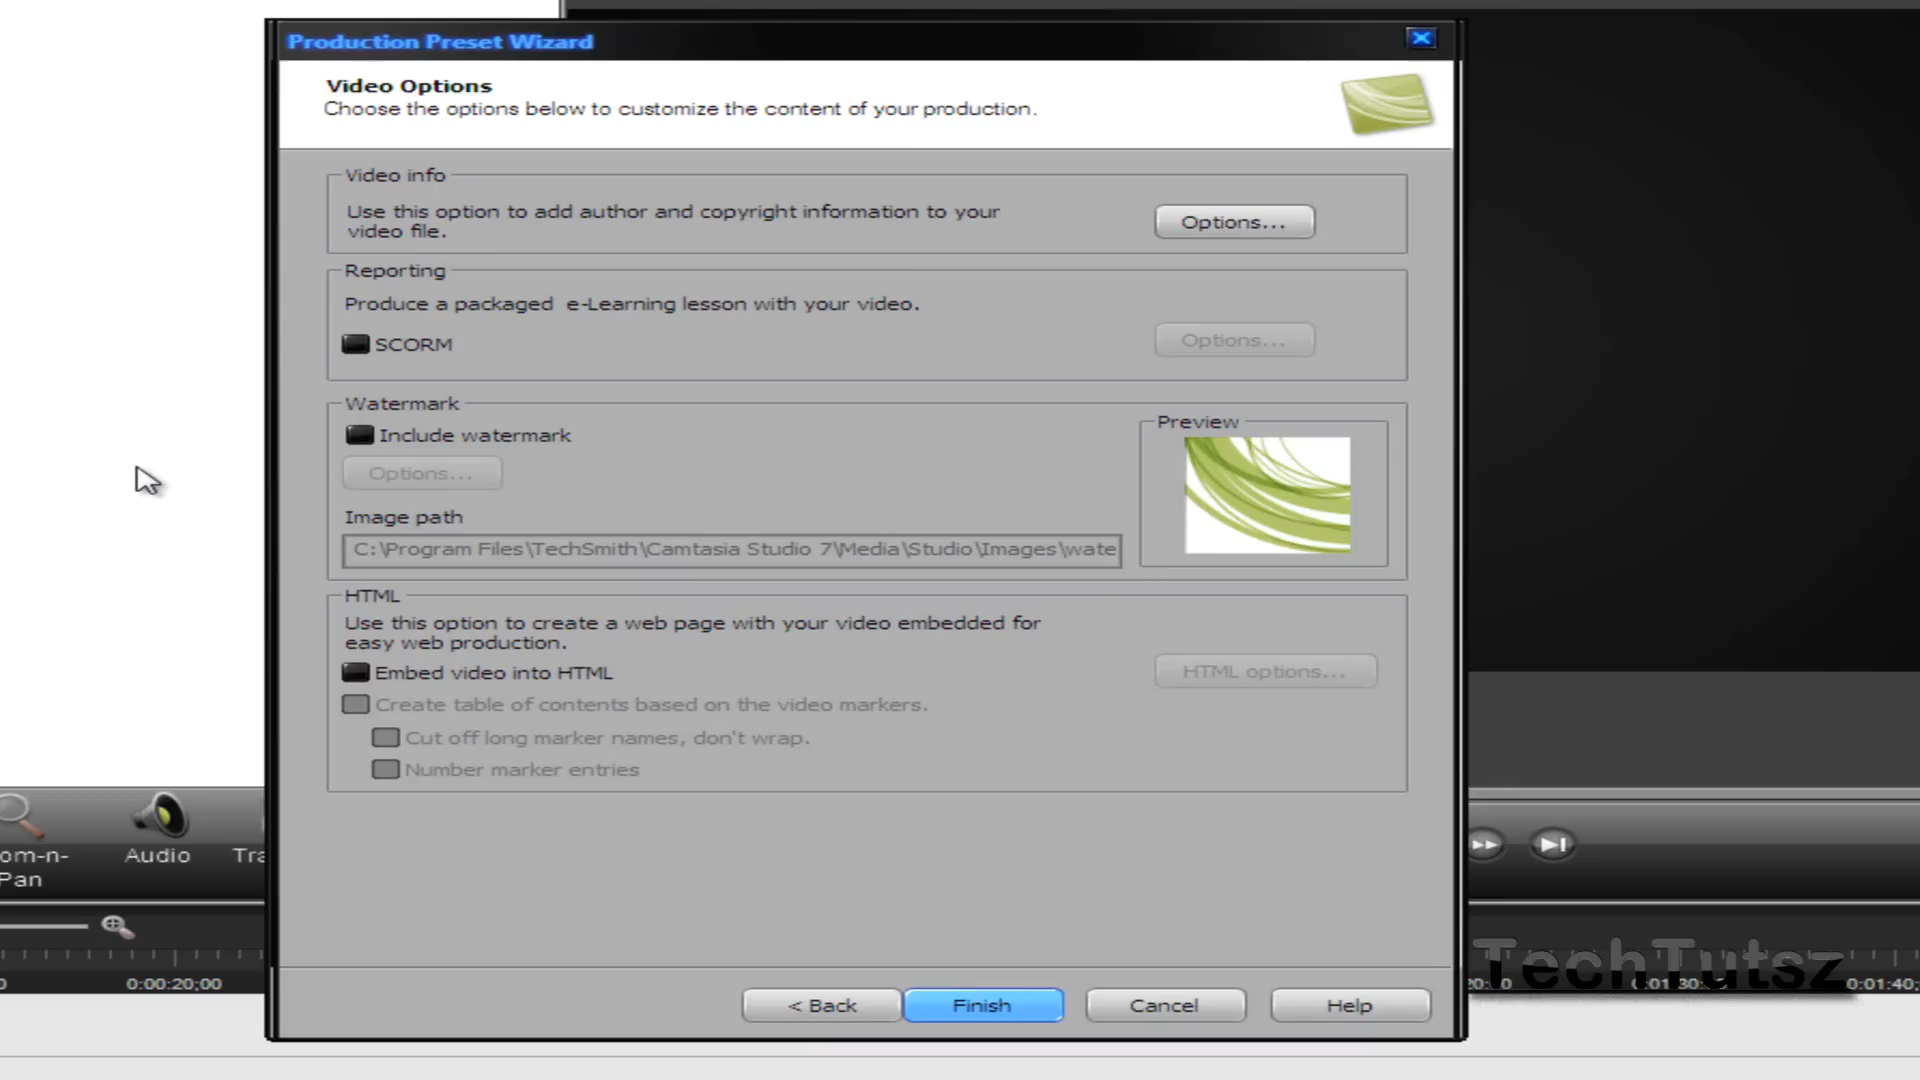 Production Preset Wizard
Video Options
Choose the options below to customize the content of your production.
Video info
Use this option to add author and copyright information to your
video file.
Options...
Reporting
Produce a packaged e-Learning lesson with your video.
SCORM
Options...
Watermark
Include watermark
Options...
Image path
C:\Program Files\TechSmith\Camtasia Studio 7\Media\Studio\Images\wate
Preview
HTML
Use this option to create a web page with your video embedded for
easy web production.
Embed video into HTML
HTML options...
Create table of contents based on the video markers.
Cut off long marker names, don't wrap.
Number marker entries
om-n-
Pan
Audio
Tra
0:00:20;00
0:01:40;
TechTutsz
< Back
Finish
Cancel
Help